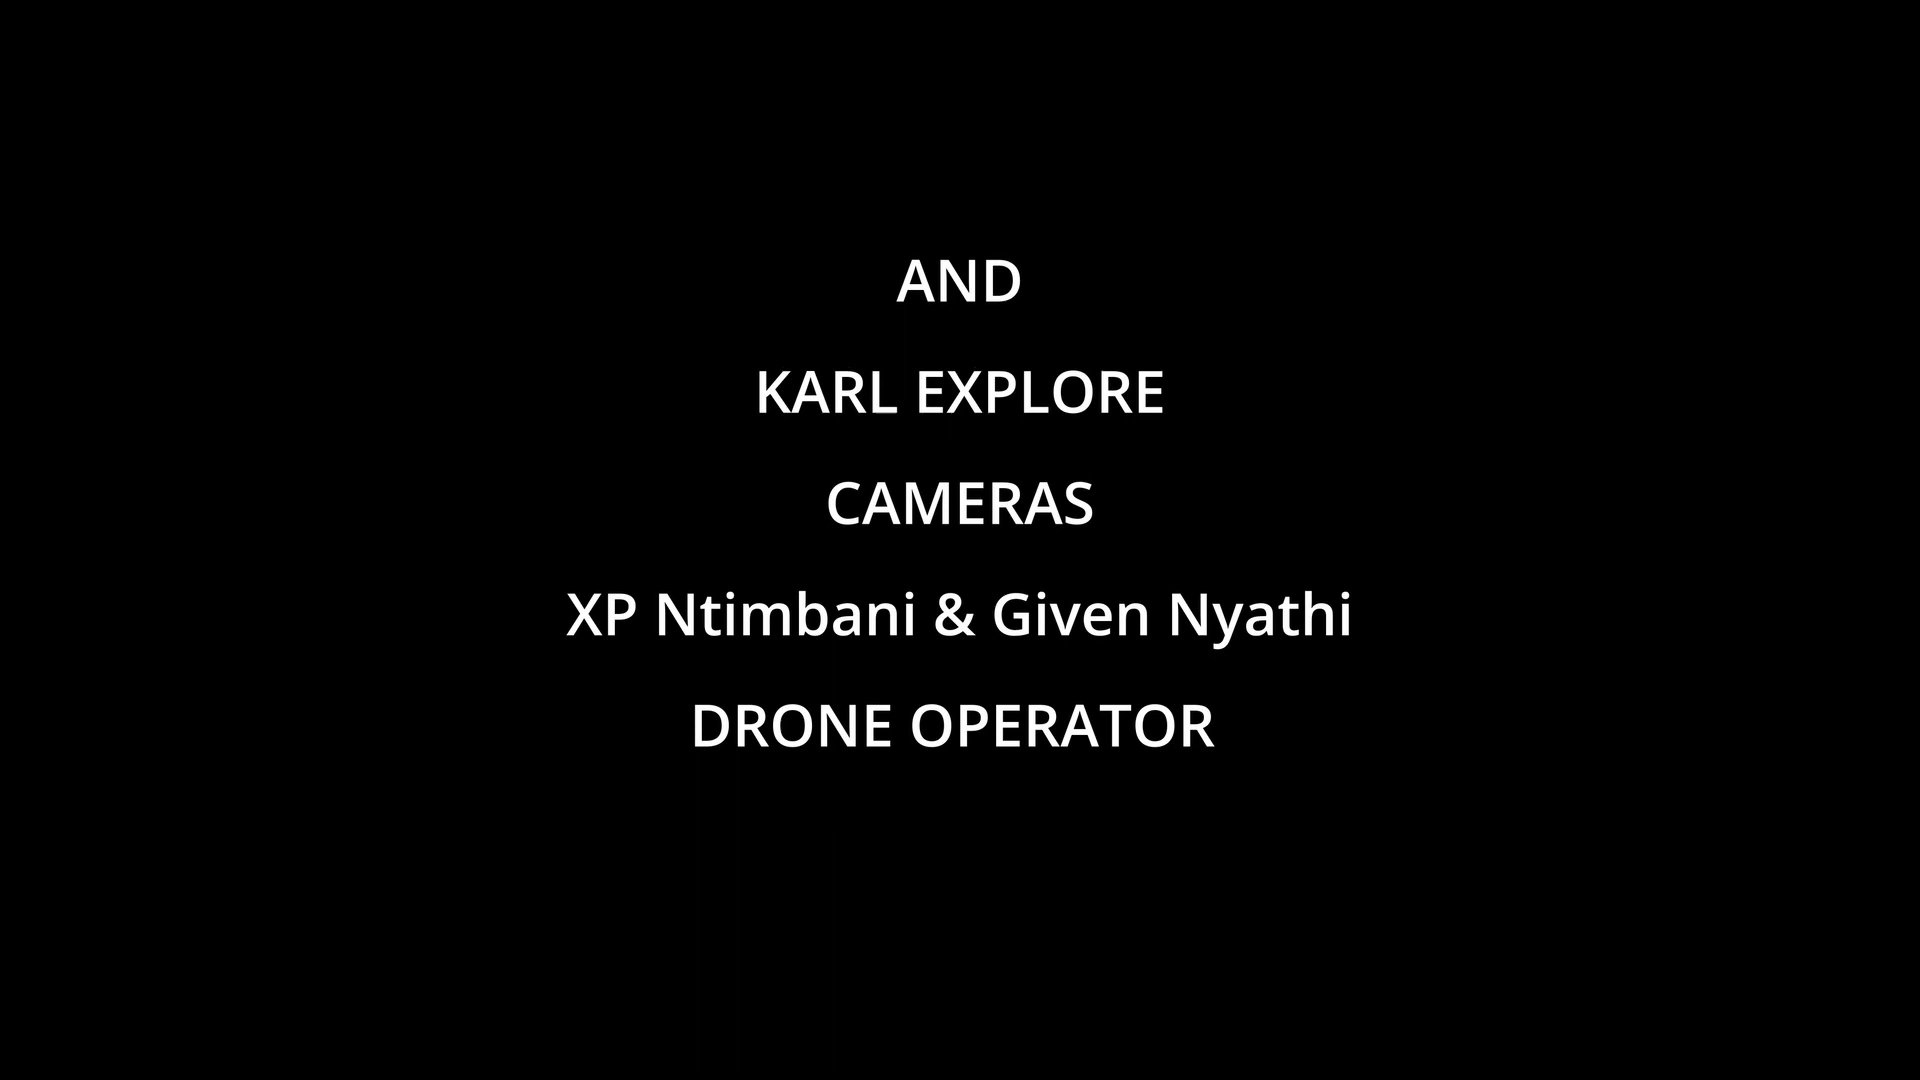 AND
KARL EXPLORE
CAMERAS
XP Ntimbani & Given Nyathi
DRONE OPERATOR